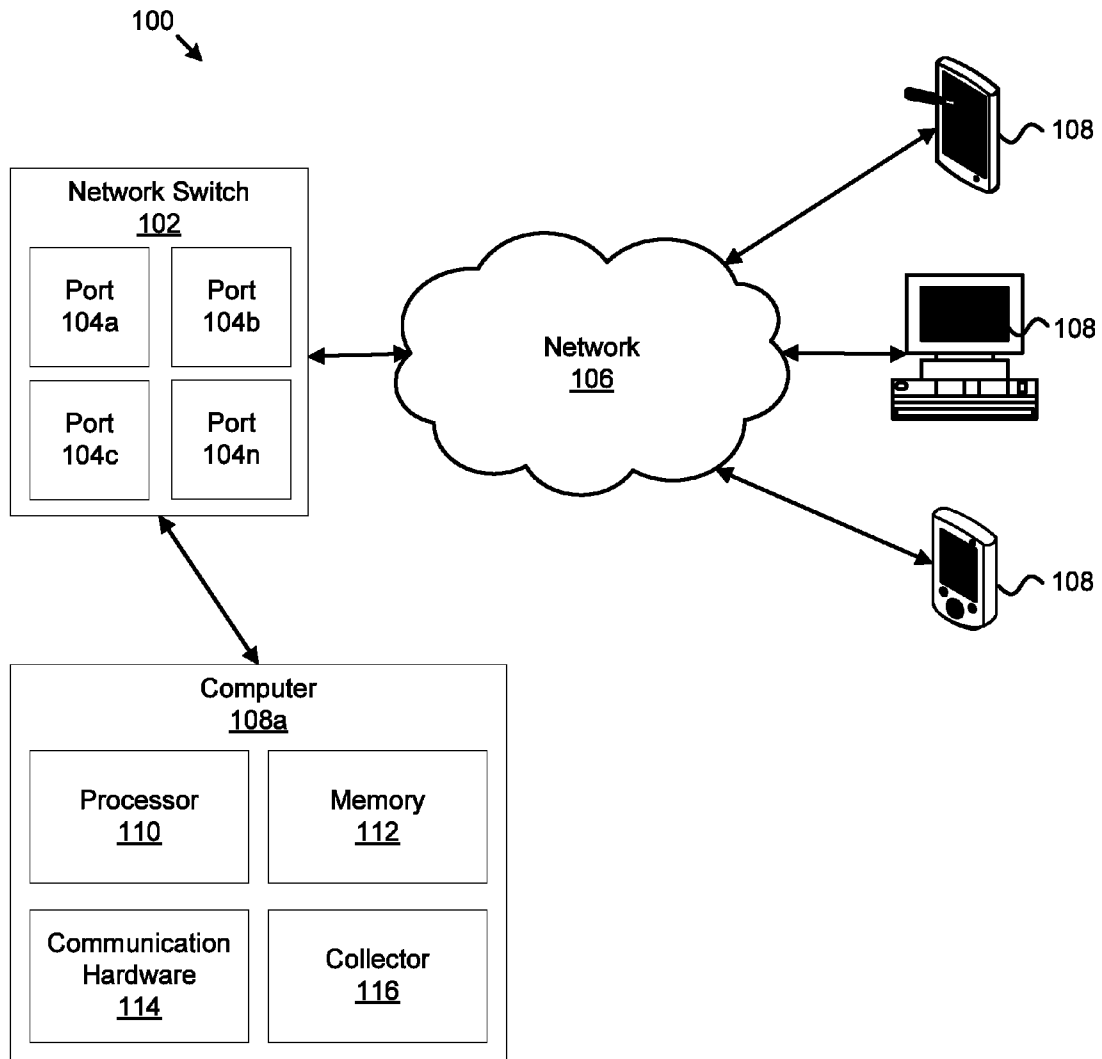 100
108
Network Switch
102
Port
104a
Port
104b
Port
104c
Port
104n
Network
106
108
108
Computer
108a
Processor
110
Memory
112
Communication
Hardware
114
Collector
116